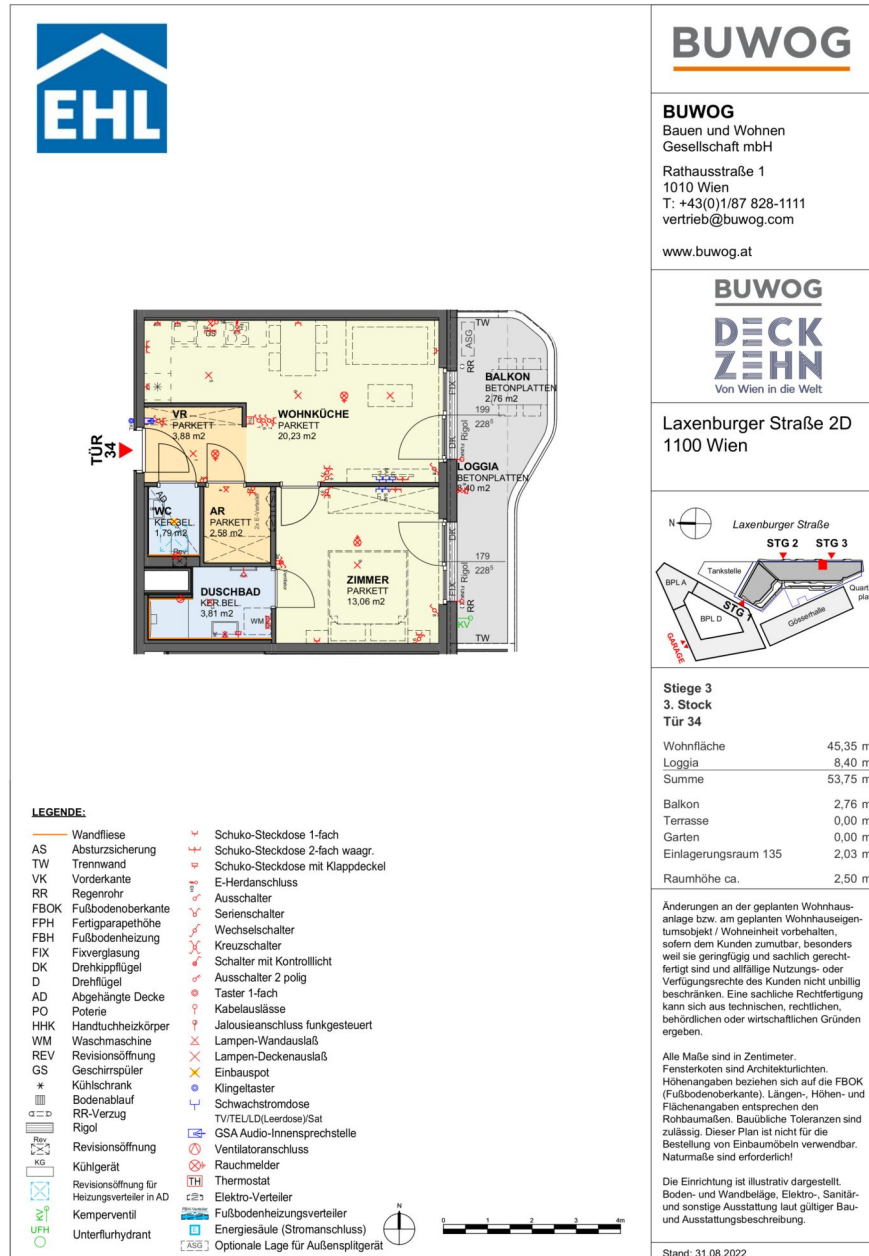 EHL
BUWOG
BUWOG
Bauen und Wohnen
Gesellschaft mbH
Rathausstraße 1
1010 Wien
T: +43(0)1/87 828-1111
vertrieb@buwog.com
www.buwog.at
BUWOG
DECK
ZEHN
Von Wien in die Welt
Laxenburger Straße 2D
1100 Wien
N
Laxenburger Straße
STG 2
STG 3
Tankstelle
BPL A
BPL D
STG 1
Gösserhalle
GARAGE
Stiege 3
3. Stock
Tür 34
Wohnfläche 45,35 m
Loggia 8,40 m
Summe 53,75 m
Balkon 2,76 m
Terrasse 0,00 m
Garten 0,00 m
Einlagerungsraum 135 2,03 m
Raumhöhe ca. 2,50 m
Änderungen an der geplanten Wohnhaus-
anlage bzw. am geplanten Wohnhauseigen-
tumsobjekt / Wohneinheit vorbehalten,
sofern dem Kunden zumutbar, besonders
weil sie geringfügig und sachlich gerecht-
fertigt sind und allfällige Nutzungs- oder
Verfügungsrechte des Kunden nicht unbillig
beschränken. Eine sachliche Rechtfertigung
kann sich aus technischen, rechtlichen,
behördlichen oder wirtschaftlichen Gründen
ergeben.
Alle Maße sind in Zentimeter.
Fensterkoten sind Architekturlichten.
Höhenangaben beziehen sich auf die FBOK
(Fußbodenoberkante). Längen-, Höhen- und
Flächenangaben entsprechen den
Rohbaumaßen. Bauübliche Toleranzen sind
zulässig. Dieser Plan ist nicht für die
Bestellung von Einbaumöbeln verwendbar.
Naturmaße sind erforderlich!
Die Einrichtung ist illustrativ dargestellt.
Boden- und Wandbeläge, Elektro-, Sanitär-
und sonstige Ausstattung laut gültiger Bau-
und Ausstattungsbeschreibung.
Stand: 31.08.2022
TÜR
34
VR
PARKETT
3,88 m2
WOHNKÜCHE
PARKETT
20,23 m2
GS
TW
ASG
RR
FIX
BALKON
BETONPLATTEN
2,76 m2
199
228⁵
DK
Rigol
LOGGIA
BETONPLATTEN
8,40 m2
AD
WC
KER.BEL.
1,79 m2
Rev
AR
PARKETT
2,58 m2
2x E-Verteiler
DUSCHBAD
KER.BEL.
3,81 m2
WM
ZIMMER
PARKETT
13,06 m2
DK
179
228⁵
FIX
Rigol
RR
KV
TW
LEGENDE:
Wandfliese
AS Absturzsicherung
TW Trennwand
VK Vorderkante
RR Regenrohr
FBOK Fußbodenoberkante
FPH Fertigparapethöhe
FBH Fußbodenheizung
FIX Fixverglasung
DK Drehkippflügel
D Drehflügel
AD Abgehängte Decke
PO Poterie
HHK Handtuchheizkörper
WM Waschmaschine
REV Revisionsöffnung
GS Geschirrspüler
Kühlschrank
Bodenablauf
RR-Verzug
Rigol
Rev Revisionsöffnung
KG Kühlgerät
Revisionsöffnung für
Heizungsverteiler in AD
KV Kemperventil
UFH Unterflurhydrant
Schuko-Steckdose 1-fach
Schuko-Steckdose 2-fach waagr.
Schuko-Steckdose mit Klappdeckel
E-Herdanschluss
Ausschalter
Serienschalter
Wechselschalter
Kreuzschalter
Schalter mit Kontrolllicht
Ausschalter 2 polig
Taster 1-fach
Kabelauslässe
Jalousieanschluss funkgesteuert
Lampen-Wandauslaß
Lampen-Deckenauslaß
Einbauspot
Klingeltaster
Schwachstromdose
TV/TEL/LD(Leerdose)/Sat
GSA Audio-Innensprechstelle
Ventilatoranschluss
Rauchmelder
TH Thermostat
Elektro-Verteiler
Fußbodenheizungsverteiler
E Energiesäule (Stromanschluss)
ASG Optionale Lage für Außensplitgerät
N
0 1 2 3 4m